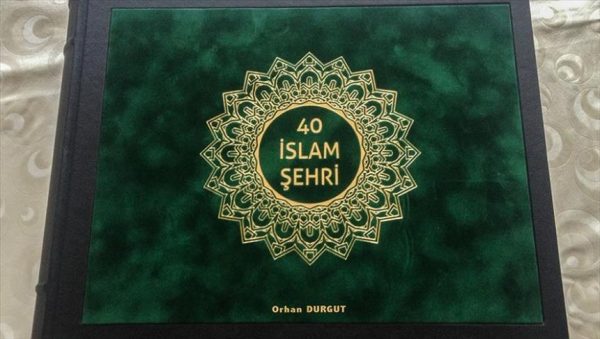 40
İSLAM
ŞEHRİ
Orhan DURGUT